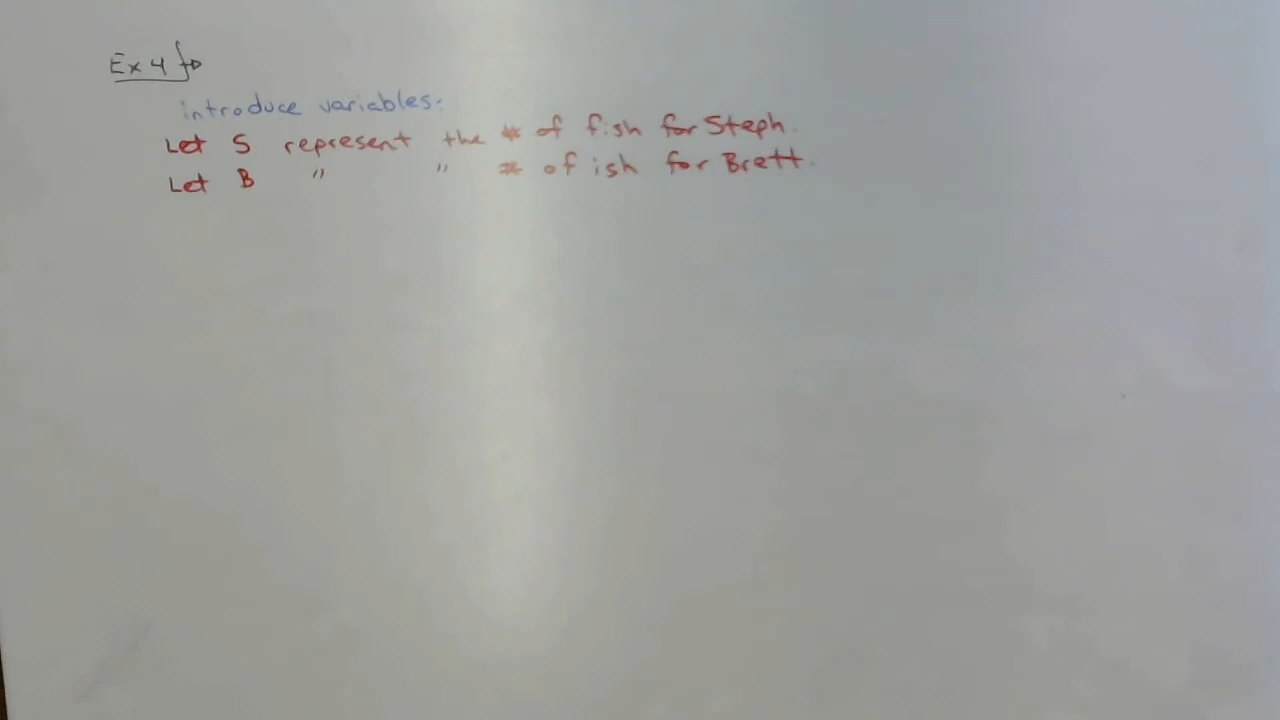 Ex 4
introduce variables:
Let S represent the # of fish for Steph.
Let B " " # of ish for Brett.